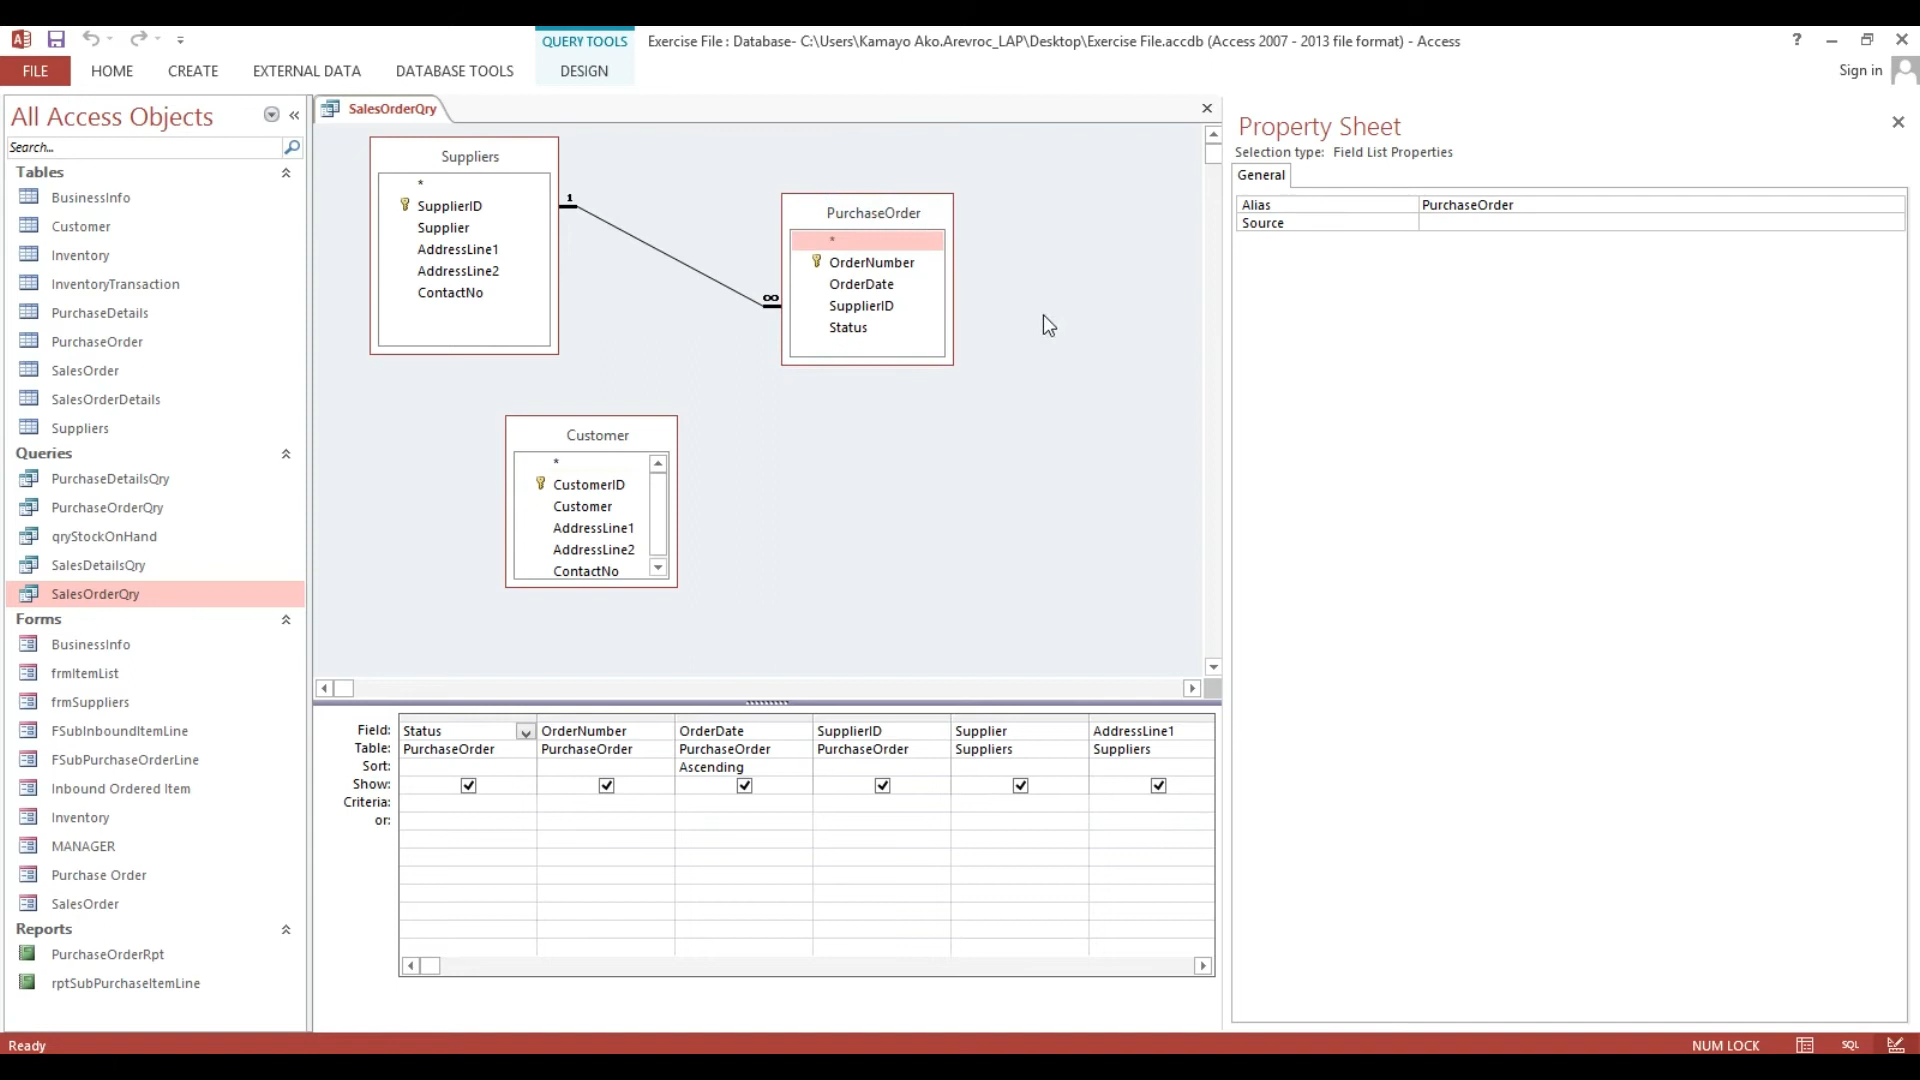 QUERY TOOLS
Exercise File : Database- C:\Users\Kamayo Ako.Arevroc_LAP\Desktop\Exercise File.accdb (Access 2007 - 2013 file format) - Access
?
FILE
HOME
CREATE
EXTERNAL DATA
DATABASE TOOLS
DESIGN
Sign in
All Access Objects
Search...
Tables
BusinessInfo
Customer
Inventory
InventoryTransaction
PurchaseDetails
PurchaseOrder
SalesOrder
SalesOrderDetails
Suppliers
Queries
PurchaseDetailsQry
PurchaseOrderQry
qryStockOnHand
SalesDetailsQry
SalesOrderQry
Forms
BusinessInfo
frmItemList
frmSuppliers
FSubInboundItemLine
FSubPurchaseOrderLine
Inbound Ordered Item
Inventory
MANAGER
Purchase Order
SalesOrder
Reports
PurchaseOrderRpt
rptSubPurchaseItemLine
SalesOrderQry
Suppliers
*
SupplierID
Supplier
AddressLine1
AddressLine2
ContactNo
1
∞
PurchaseOrder
*
OrderNumber
OrderDate
SupplierID
Status
Customer
*
CustomerID
Customer
AddressLine1
AddressLine2
ContactNo
Field: Status OrderNumber OrderDate SupplierID Supplier AddressLine1
Table: PurchaseOrder PurchaseOrder PurchaseOrder PurchaseOrder Suppliers Suppliers
Sort: Ascending
Show:
Criteria:
or:
Property Sheet
Selection type: Field List Properties
General
Alias PurchaseOrder
Source
Ready
NUM LOCK
SQL